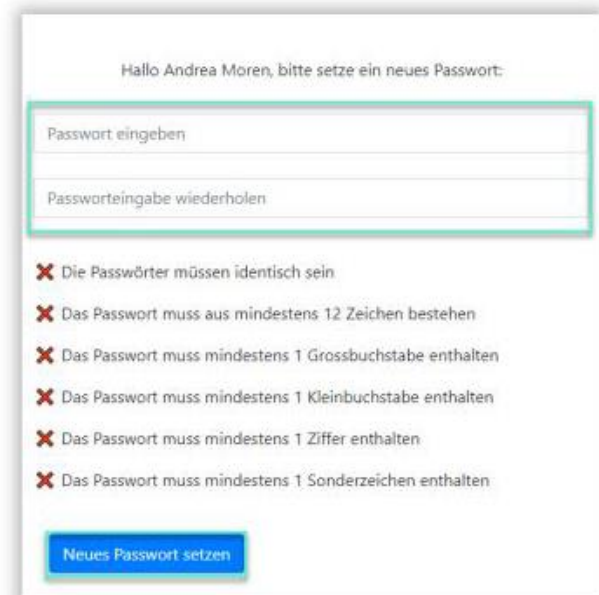 Hallo Andrea Moren, bitte setze ein neues Passwort:
Passwort eingeben
Passworteingabe wiederholen
Die Passwörter müssen identisch sein
Das Passwort muss aus mindestens 12 Zeichen bestehen
Das Passwort muss mindestens 1 Grossbuchstabe enthalten
Das Passwort muss mindestens 1 Kleinbuchstabe enthalten
Das Passwort muss mindestens 1 Ziffer enthalten
Das Passwort muss mindestens 1 Sonderzeichen enthalten
Neues Passwort setzen